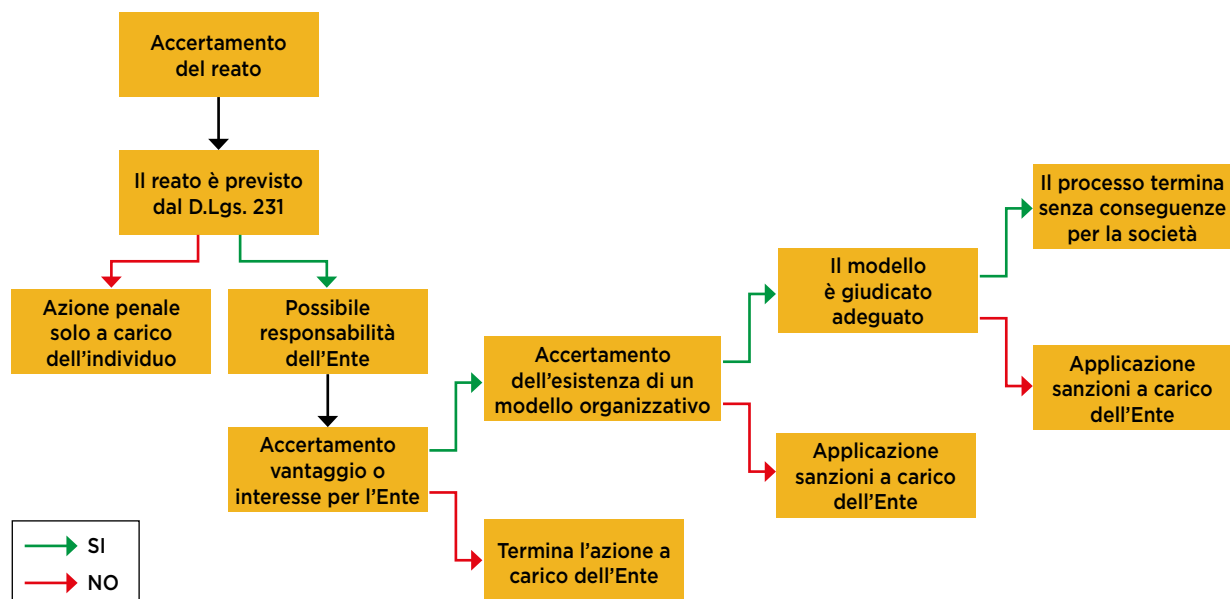 Accertamento
del reato
Il reato è previsto
dal D.Lgs. 231
Azione penale
solo a carico
dell'individuo
Possibile
responsabilità
dell'Ente
Accertamento
vantaggio o
interesse per l'Ente
Termina l'azione a
carico dell'Ente
Accertamento
dell'esistenza di un
modello organizzativo
Applicazione
sanzioni a carico
dell'Ente
Il modello
è giudicato
adeguato
Il processo termina
senza conseguenze
per la società
Applicazione
sanzioni a carico
dell'Ente
SI
NO